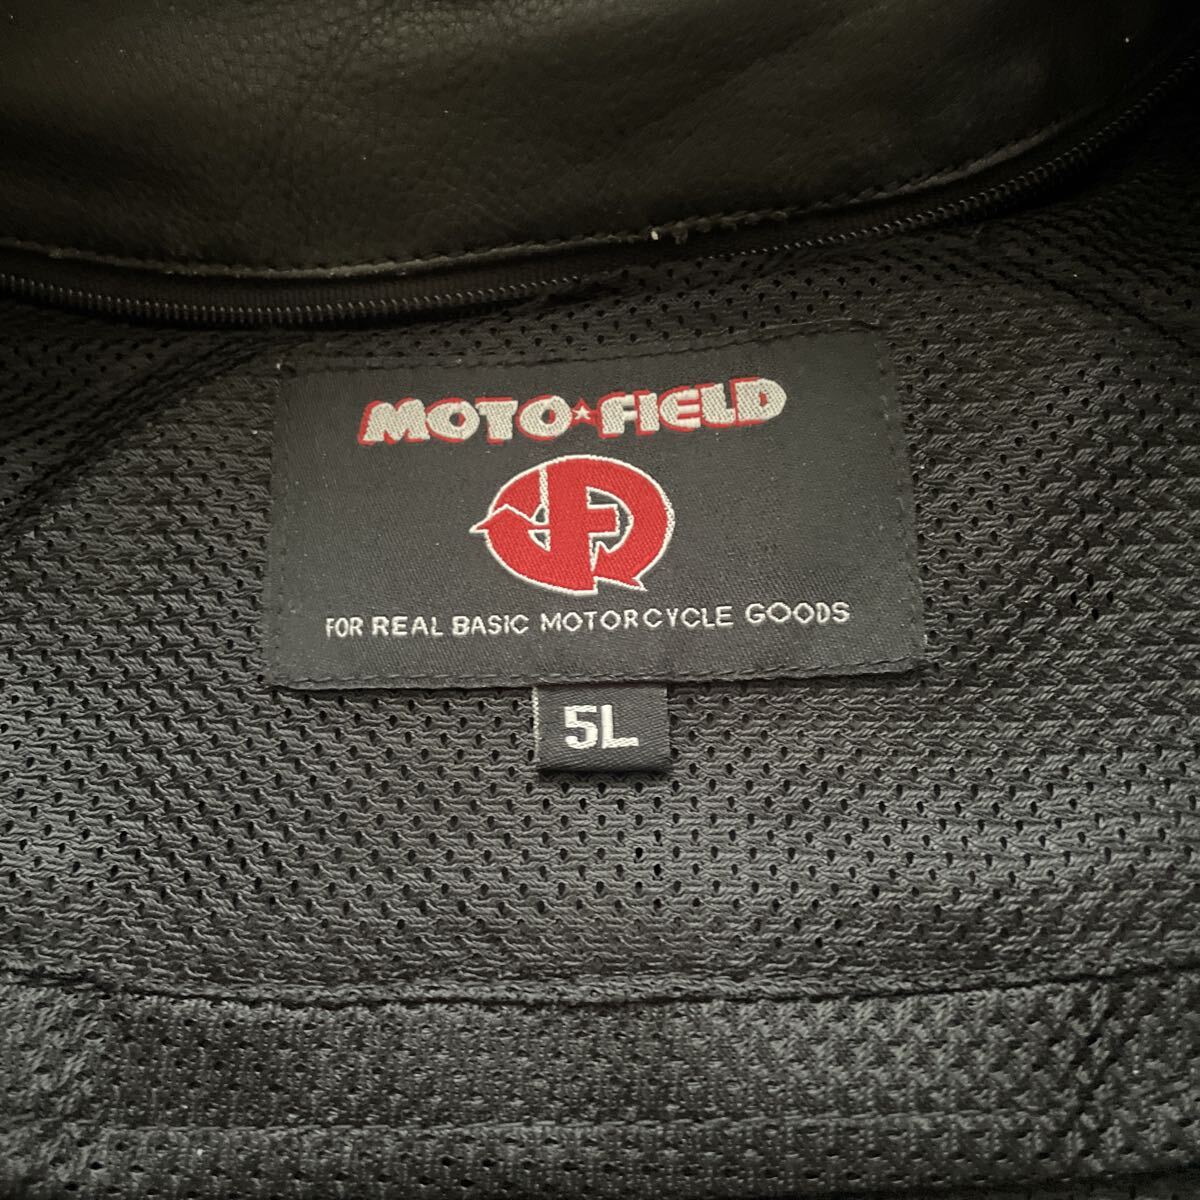 MOTO★FIELD
F
FOR REAL BASIC MOTORCYCLE GOODS
5L